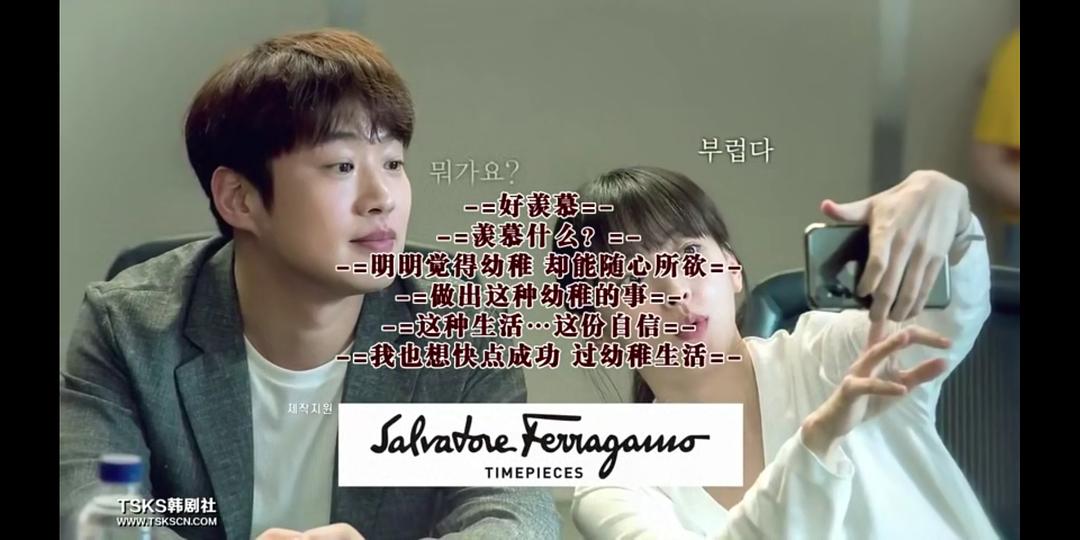 부럽다
뭐가요?
-=好羡慕=-
-=羡慕什么？=-
-=明明觉得幼稚 却能随心所欲=-
-=做出这种幼稚的事=-
-=这种生活…这份自信=-
-=我也想快点成功 过幼稚生活=-
제작지원
Salvatore Ferragamo
TIMEPIECES
TSKS韩剧社
WWW.TSKSCN.COM